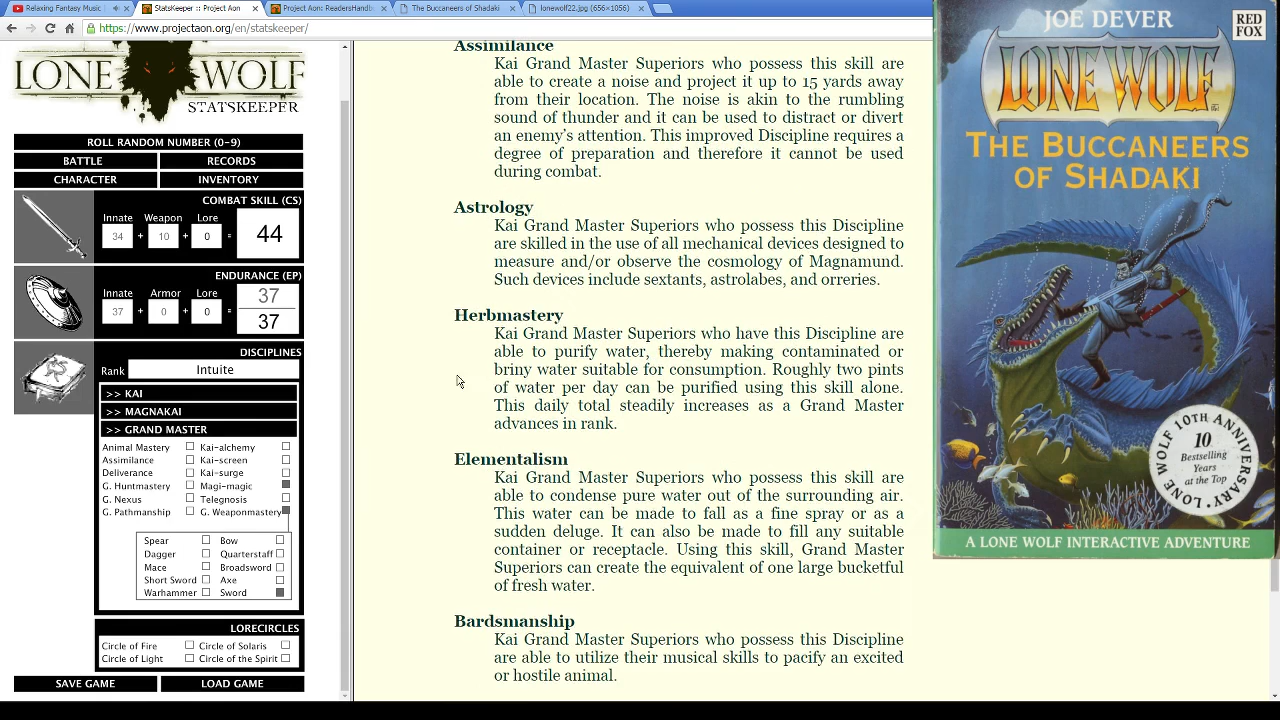 Relaxing Fantasy Music
StatsKeeper :: Project Aon
Project Aon: ReadersHandb
The Buccaneers of Shadaki
lonewolf22.jpg (656×1056)
https://www.projectaon.org/en/statskeeper/
LONE WOLF
STATSKEEPER
ROLL RANDOM NUMBER (0-9)
BATTLE RECORDS
CHARACTER INVENTORY
COMBAT SKILL (CS)
Innate Weapon Lore
34 + 10 + 0 = 44
ENDURANCE (EP)
Innate Armor Lore
37 + 0 + 0 = 37
37
DISCIPLINES
Rank Intuite
>> KAI
>> MAGNAKAI
>> GRAND MASTER
Animal Mastery Kai-alchemy
Assimilance Kai-screen
Deliverance Kai-surge
G. Huntmastery Magi-magic
G. Nexus Telegnosis
G. Pathmanship G. Weaponmastery
Spear Bow
Dagger Quarterstaff
Mace Broadsword
Short Sword Axe
Warhammer Sword
LORECIRCLES
Circle of Fire Circle of Solaris
Circle of Light Circle of the Spirit
SAVE GAME LOAD GAME
Assimilance
Kai Grand Master Superiors who possess this skill are
able to create a noise and project it up to 15 yards away
from their location. The noise is akin to the rumbling
sound of thunder and it can be used to distract or divert
an enemy's attention. This improved Discipline requires a
degree of preparation and therefore it cannot be used
during combat.
Astrology
Kai Grand Master Superiors who possess this Discipline
are skilled in the use of all mechanical devices designed to
measure and/or observe the cosmology of Magnamund.
Such devices include sextants, astrolabes, and orreries.
Herbmastery
Kai Grand Master Superiors who have this Discipline are
able to purify water, thereby making contaminated or
briny water suitable for consumption. Roughly two pints
of water per day can be purified using this skill alone.
This daily total steadily increases as a Grand Master
advances in rank.
Elementalism
Kai Grand Master Superiors who possess this skill are
able to condense pure water out of the surrounding air.
This water can be made to fall as a fine spray or as a
sudden deluge. It can also be made to fill any suitable
container or receptacle. Using this skill, Grand Master
Superiors can create the equivalent of one large bucketful
of fresh water.
Bardsmanship
Kai Grand Master Superiors who possess this Discipline
are able to utilize their musical skills to pacify an excited
or hostile animal.
JOE DEVER
RED
FOX
LONE WOLF
THE BUCCANEERS
OF SHADAKI
LONE WOLF 10TH ANNIVERSARY
10
Bestselling
Years
at the Top
A LONE WOLF INTERACTIVE ADVENTURE